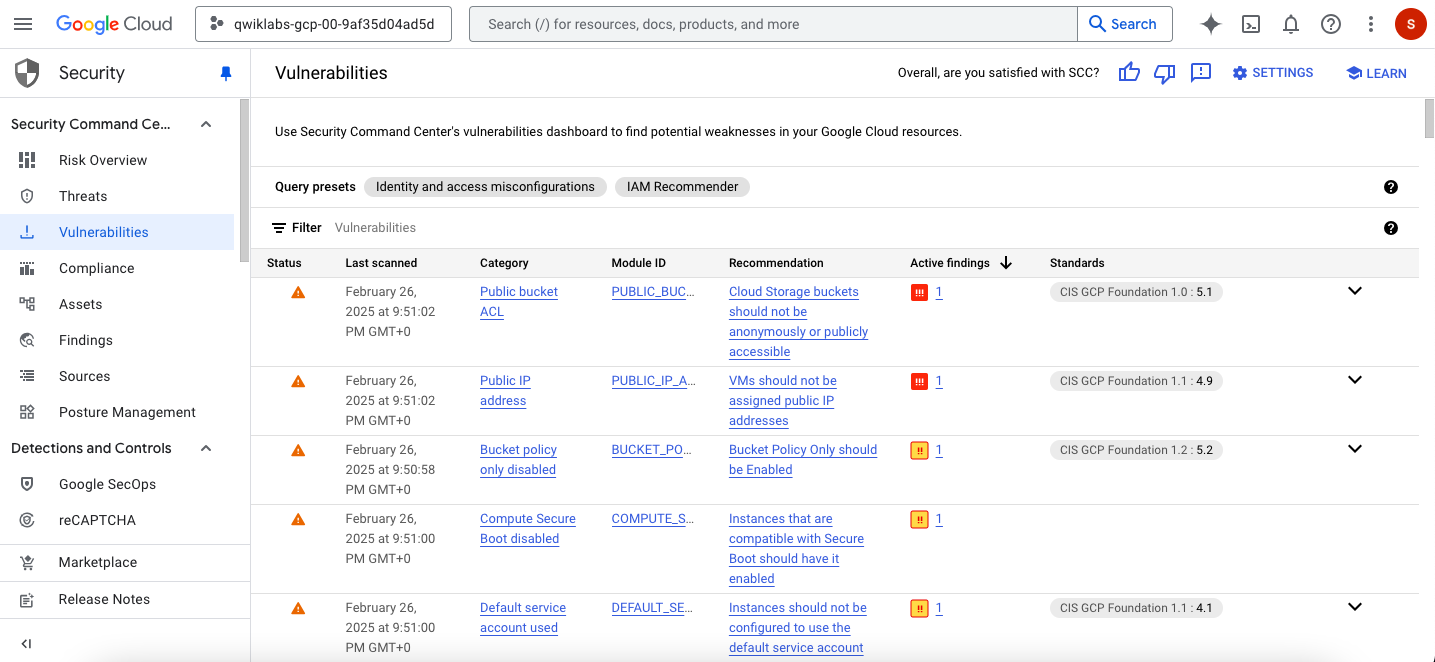 Google Cloud
qwiklabs-gcp-00-9af35d04ad5d
Search (/) for resources, docs, products, and more
Search
S
Security
Vulnerabilities
Overall, are you satisfied with SCC?
SETTINGS
LEARN
Security Command Ce...
Risk Overview
Threats
Vulnerabilities
Compliance
Assets
Findings
Sources
Posture Management
Detections and Controls
Google SecOps
reCAPTCHA
Marketplace
Release Notes
Use Security Command Center's vulnerabilities dashboard to find potential weaknesses in your Google Cloud resources.
Query presets
Identity and access misconfigurations
IAM Recommender
Filter
Vulnerabilities
Status
Last scanned
Category
Module ID
Recommendation
Active findings
Standards
February 26,
2025 at 9:51:02
PM GMT+0
Public bucket
ACL
PUBLIC_BUC...
Cloud Storage buckets
should not be
anonymously or publicly
accessible
!!! 1
CIS GCP Foundation 1.0 : 5.1
February 26,
2025 at 9:51:02
PM GMT+0
Public IP
address
PUBLIC_IP_A...
VMs should not be
assigned public IP
addresses
!!! 1
CIS GCP Foundation 1.1 : 4.9
February 26,
2025 at 9:50:58
PM GMT+0
Bucket policy
only disabled
BUCKET_PO...
Bucket Policy Only should
be Enabled
!! 1
CIS GCP Foundation 1.2 : 5.2
February 26,
2025 at 9:51:00
PM GMT+0
Compute Secure
Boot disabled
COMPUTE_S...
Instances that are
compatible with Secure
Boot should have it
enabled
!! 1
February 26,
2025 at 9:51:00
PM GMT+0
Default service
account used
DEFAULT_SE...
Instances should not be
configured to use the
default service account
!! 1
CIS GCP Foundation 1.1 : 4.1